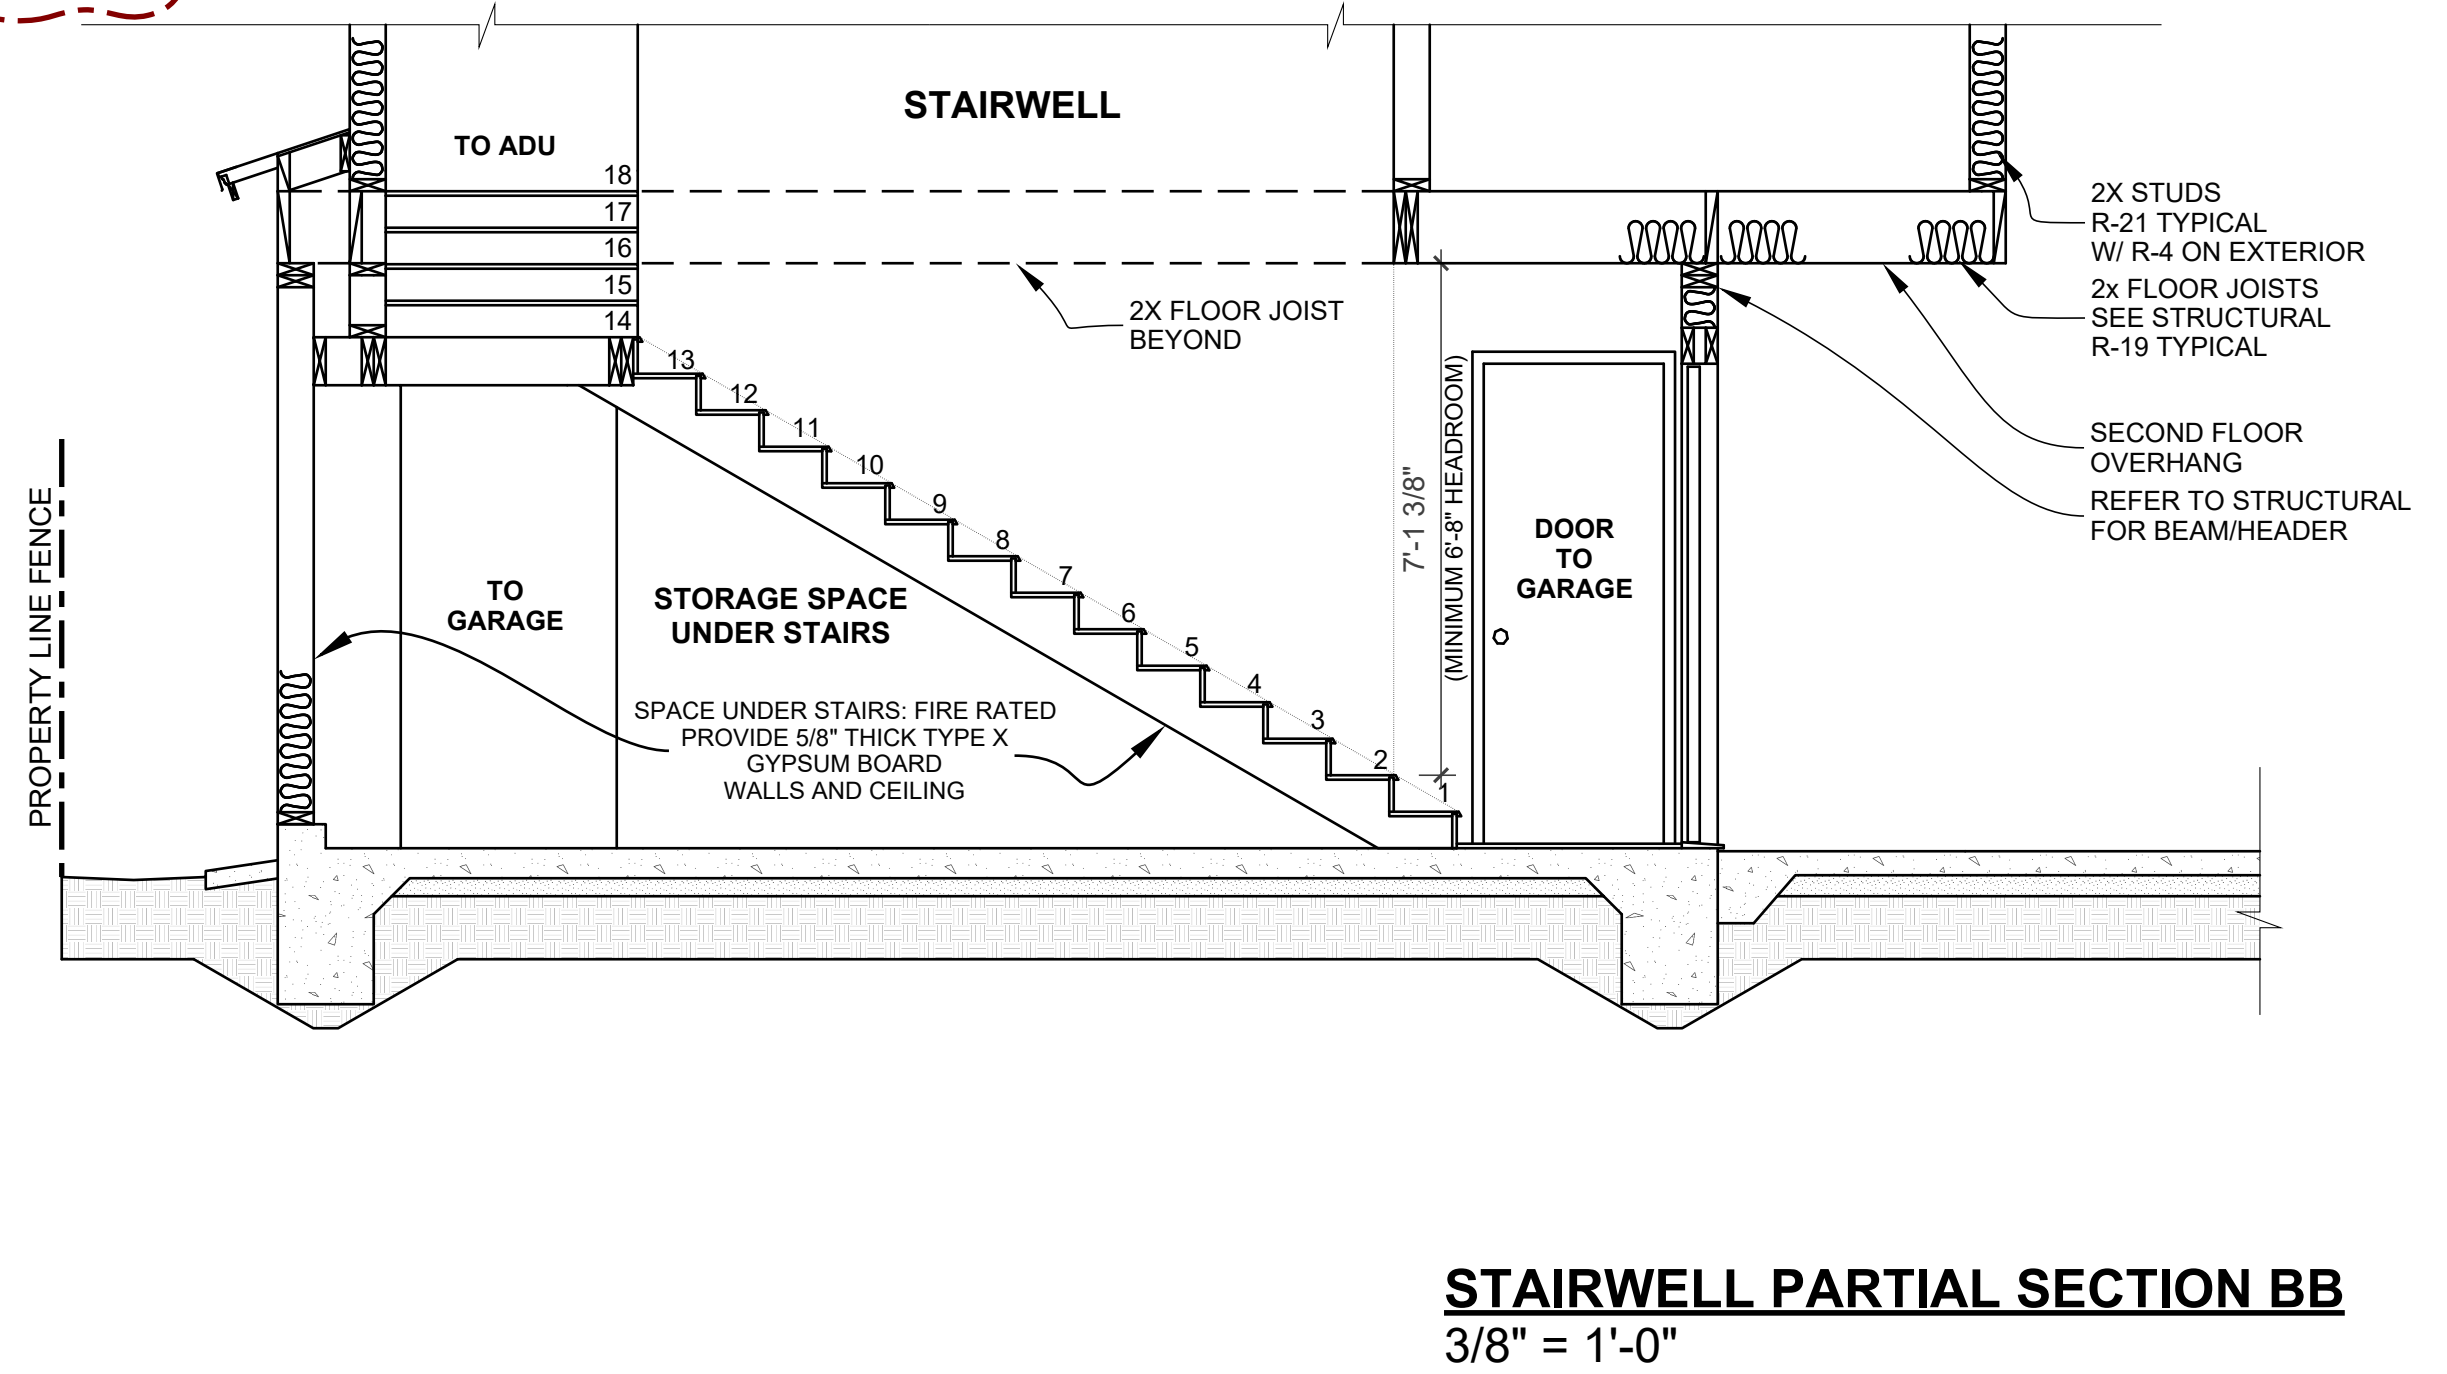 STAIRWELL
TO ADU
18
17
16
15
14
13
12
11
10
9
8
7
6
5
4
3
2
1
2X FLOOR JOIST
BEYOND
2X STUDS
R-21 TYPICAL
W/ R-4 ON EXTERIOR
2x FLOOR JOISTS
SEE STRUCTURAL
R-19 TYPICAL
SECOND FLOOR
OVERHANG
REFER TO STRUCTURAL
FOR BEAM/HEADER
7'-1 3/8"
(MINIMUM 6'-8" HEADROOM)
DOOR
TO
GARAGE
PROPERTY LINE FENCE
TO
GARAGE
STORAGE SPACE
UNDER STAIRS
SPACE UNDER STAIRS: FIRE RATED
PROVIDE 5/8" THICK TYPE X
GYPSUM BOARD
WALLS AND CEILING
STAIRWELL PARTIAL SECTION BB
3/8" = 1'-0"